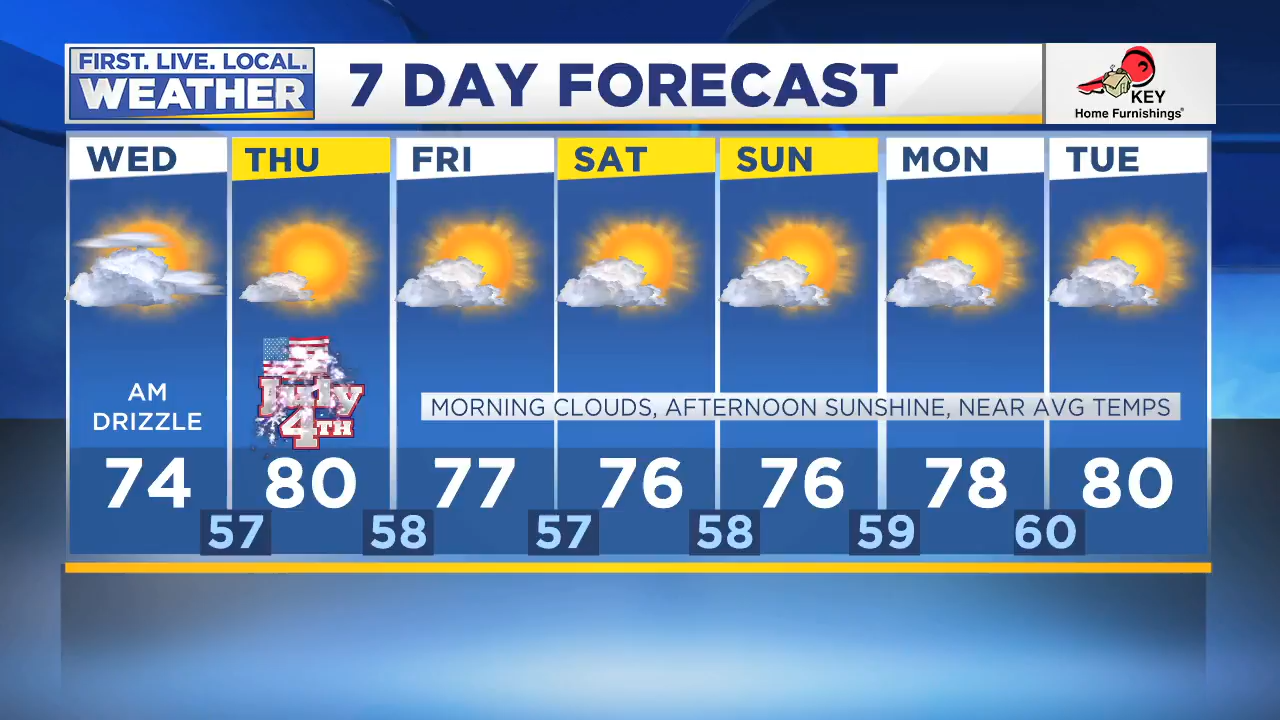 FIRST. LIVE. LOCAL.
WEATHER
7 DAY FORECAST
KEY
Home Furnishings®
WED
THU
FRI
SAT
SUN
MON
TUE
AM
DRIZZLE
July
4TH
MORNING CLOUDS, AFTERNOON SUNSHINE, NEAR AVG TEMPS
74
80
77
76
76
78
80
57
58
57
58
59
60